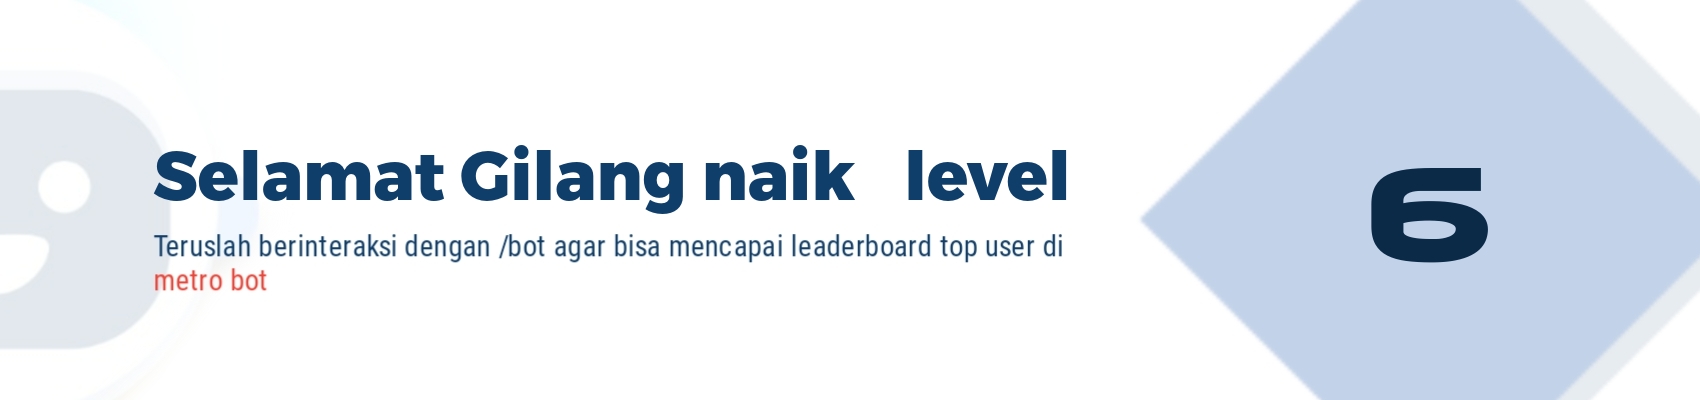 Selamat Gilang naik level
Teruslah berinteraksi dengan /bot agar bisa mencapai leaderboard top user di
metro bot
6